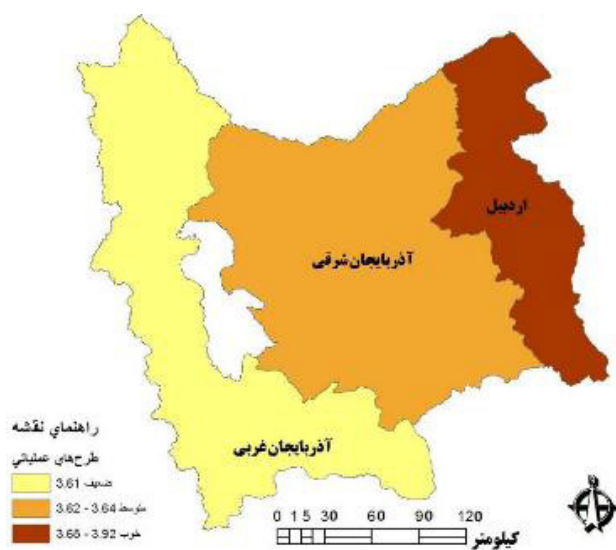 اردبیل
آذربایجان شرقی
آذربایجان غربی
راهنمای نقشه
طرح‌های عملیاتی
ضعیف 3.61
متوسط 3.64 - 3.62
خوب 3.92 - 3.65
0 15 30 60 90 120
کیلومتر